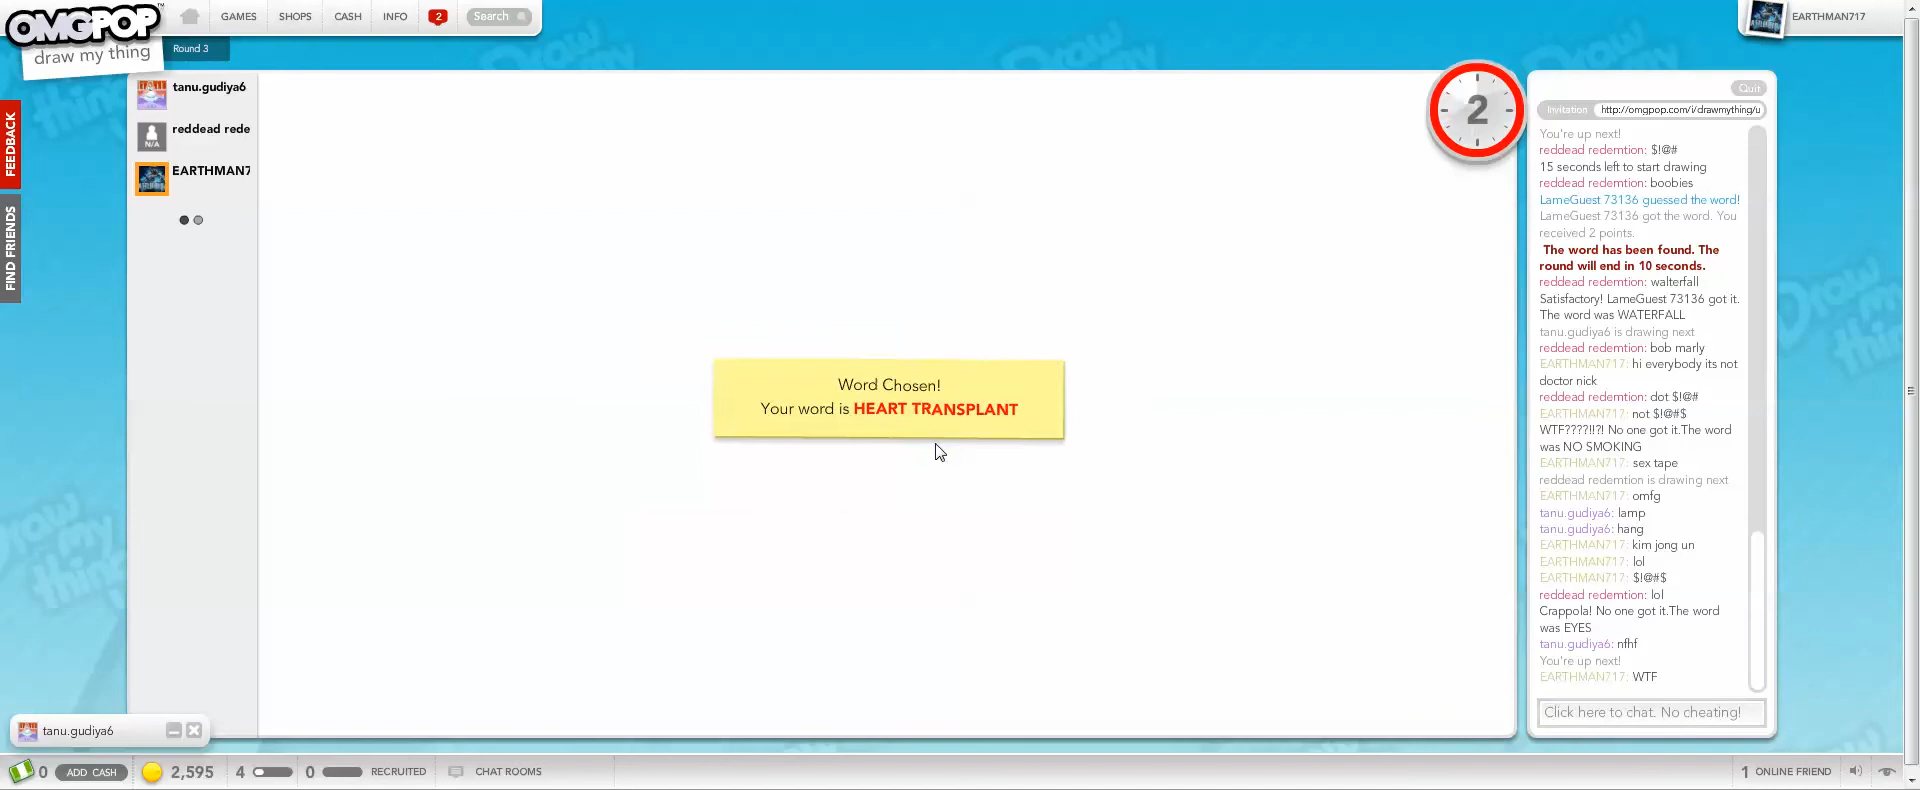 OMGPOP™
draw my thing
GAMES SHOPS CASH INFO 2 Search
EARTHMAN717
Round 3
FEEDBACK
FIND FRIENDS
tanu.gudiya6
N/A
reddead rede
EARTHMAN7
2
Word Chosen!
Your word is HEART TRANSPLANT
Quit
Invitation http://omgpop.com/i/drawmything/u
You're up next!
reddead redemtion: $!@#
15 seconds left to start drawing
reddead redemtion: boobies
LameGuest 73136 guessed the word!
LameGuest 73136 got the word. You
received 2 points.
The word has been found. The
round will end in 10 seconds.
reddead redemtion: walterfall
Satisfactory! LameGuest 73136 got it.
The word was WATERFALL
tanu.gudiya6 is drawing next
reddead redemtion: bob marly
EARTHMAN717: hi everybody its not
doctor nick
reddead redemtion: dot $!@#
EARTHMAN717: not $!@#$
WTF????!!?! No one got it.The word
was NO SMOKING
EARTHMAN717: sex tape
reddead redemtion is drawing next
EARTHMAN717: omfg
tanu.gudiya6: lamp
tanu.gudiya6: hang
EARTHMAN717: kim jong un
EARTHMAN717: lol
EARTHMAN717: $!@#$
reddead redemtion: lol
Crappola! No one got it.The word
was EYES
tanu.gudiya6: nfhf
You're up next!
EARTHMAN717: WTF
Click here to chat. No cheating!
tanu.gudiya6
0 ADD CASH 2,595 4 0 RECRUITED CHAT ROOMS
1 ONLINE FRIEND